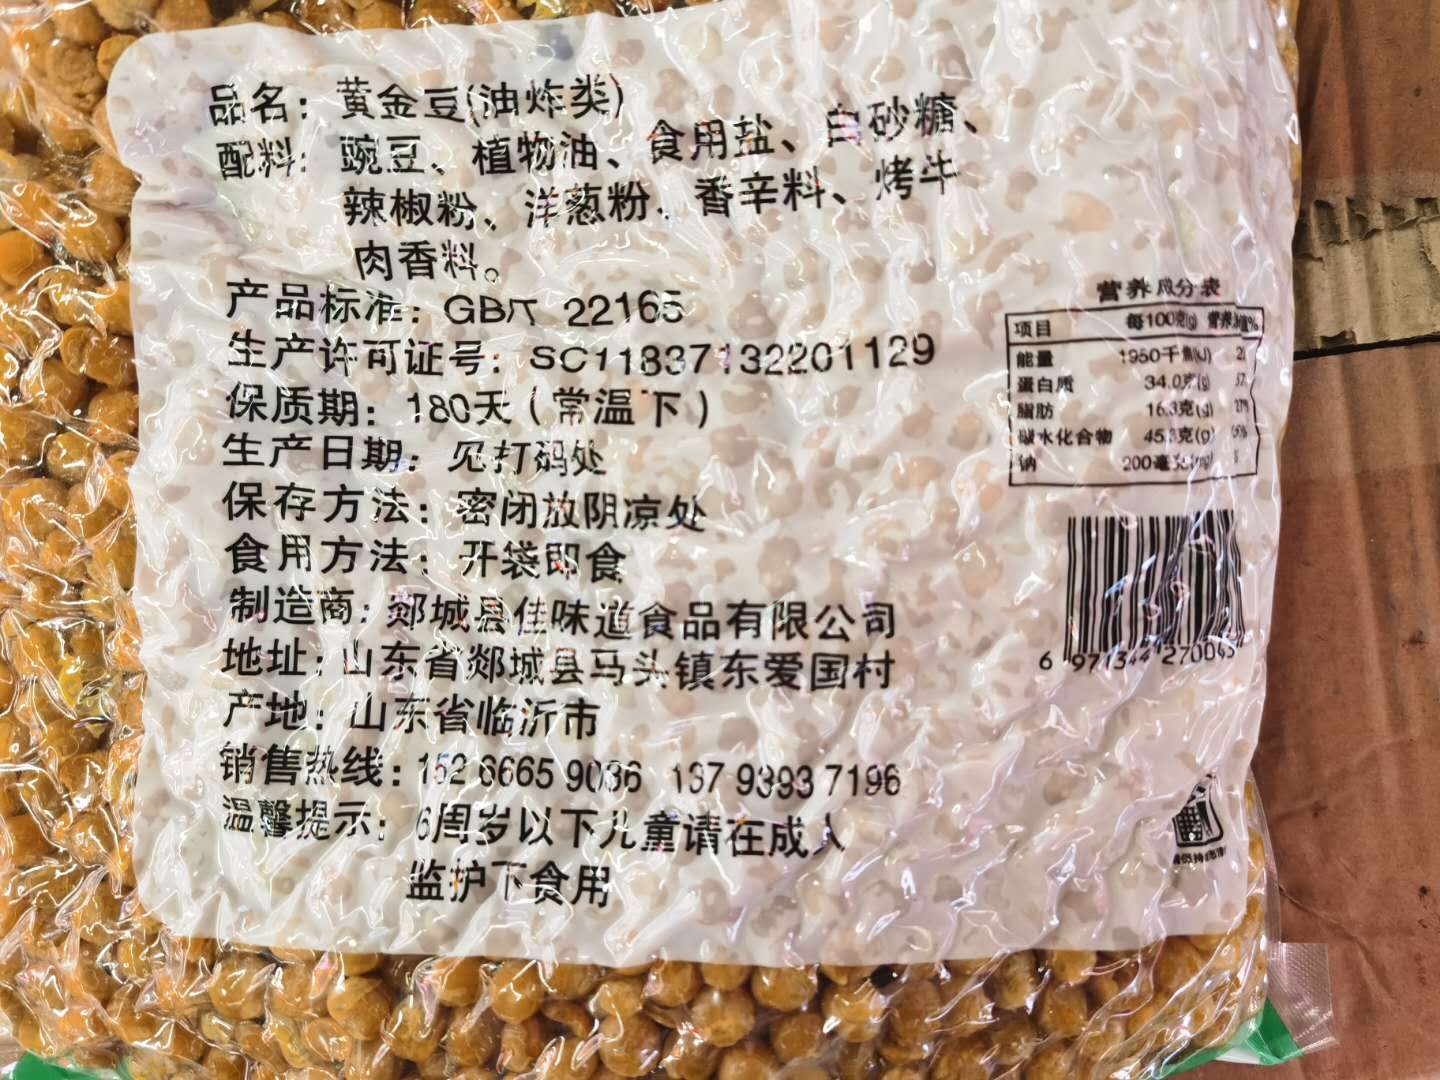 品名：黄金豆(油炸类)
配料：豌豆、植物油、食用盐、白砂糖、
辣椒粉、洋葱粉、香辛料、烤牛
肉香料。
产品标准：GB/T 22165
生产许可证号：SC11837132201129
保质期：180天（常温下）
生产日期：见打码处
保存方法：密闭放阴凉处
食用方法：开袋即食
制造商：郯城县佳味道食品有限公司
地址：山东省郯城县马头镇东爱国村
产地：山东省临沂市
销售热线：152 6665 9036 137 9393 7196
温馨提示：6周岁以下儿童请在成人
监护下食用
营养成分表
项目 每100克(g) 营养
能量 1950千焦(kJ)
蛋白质 34.0克(g)
脂肪 16.3克(g)
碳水化合物 克(g)
钠 200毫克(mg)